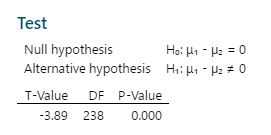 Test
Null hypothesis H₀: μ₁ - μ₂ = 0
Alternative hypothesis H₁: μ₁ - μ₂ ≠ 0
T-Value DF P-Value
-3.89 238 0.000